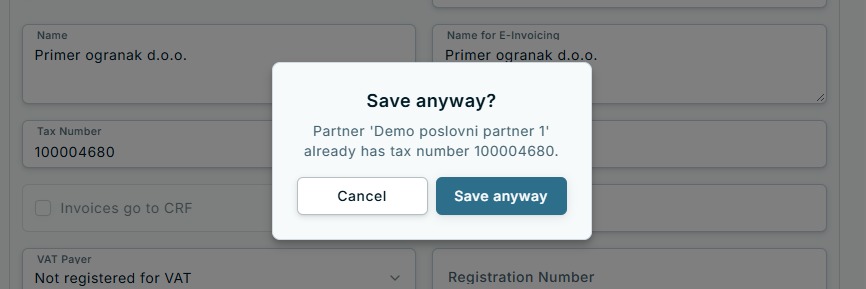 Name
Name for E-Invoicing
Primer ogranak d.o.o.
Primer ogranak d.o.o.
Save anyway?
Partner 'Demo poslovni partner 1'
already has tax number 100004680.
Cancel
Save anyway
Tax Number
100004680
Invoices go to CRF
VAT Payer
Not registered for VAT
Registration Number